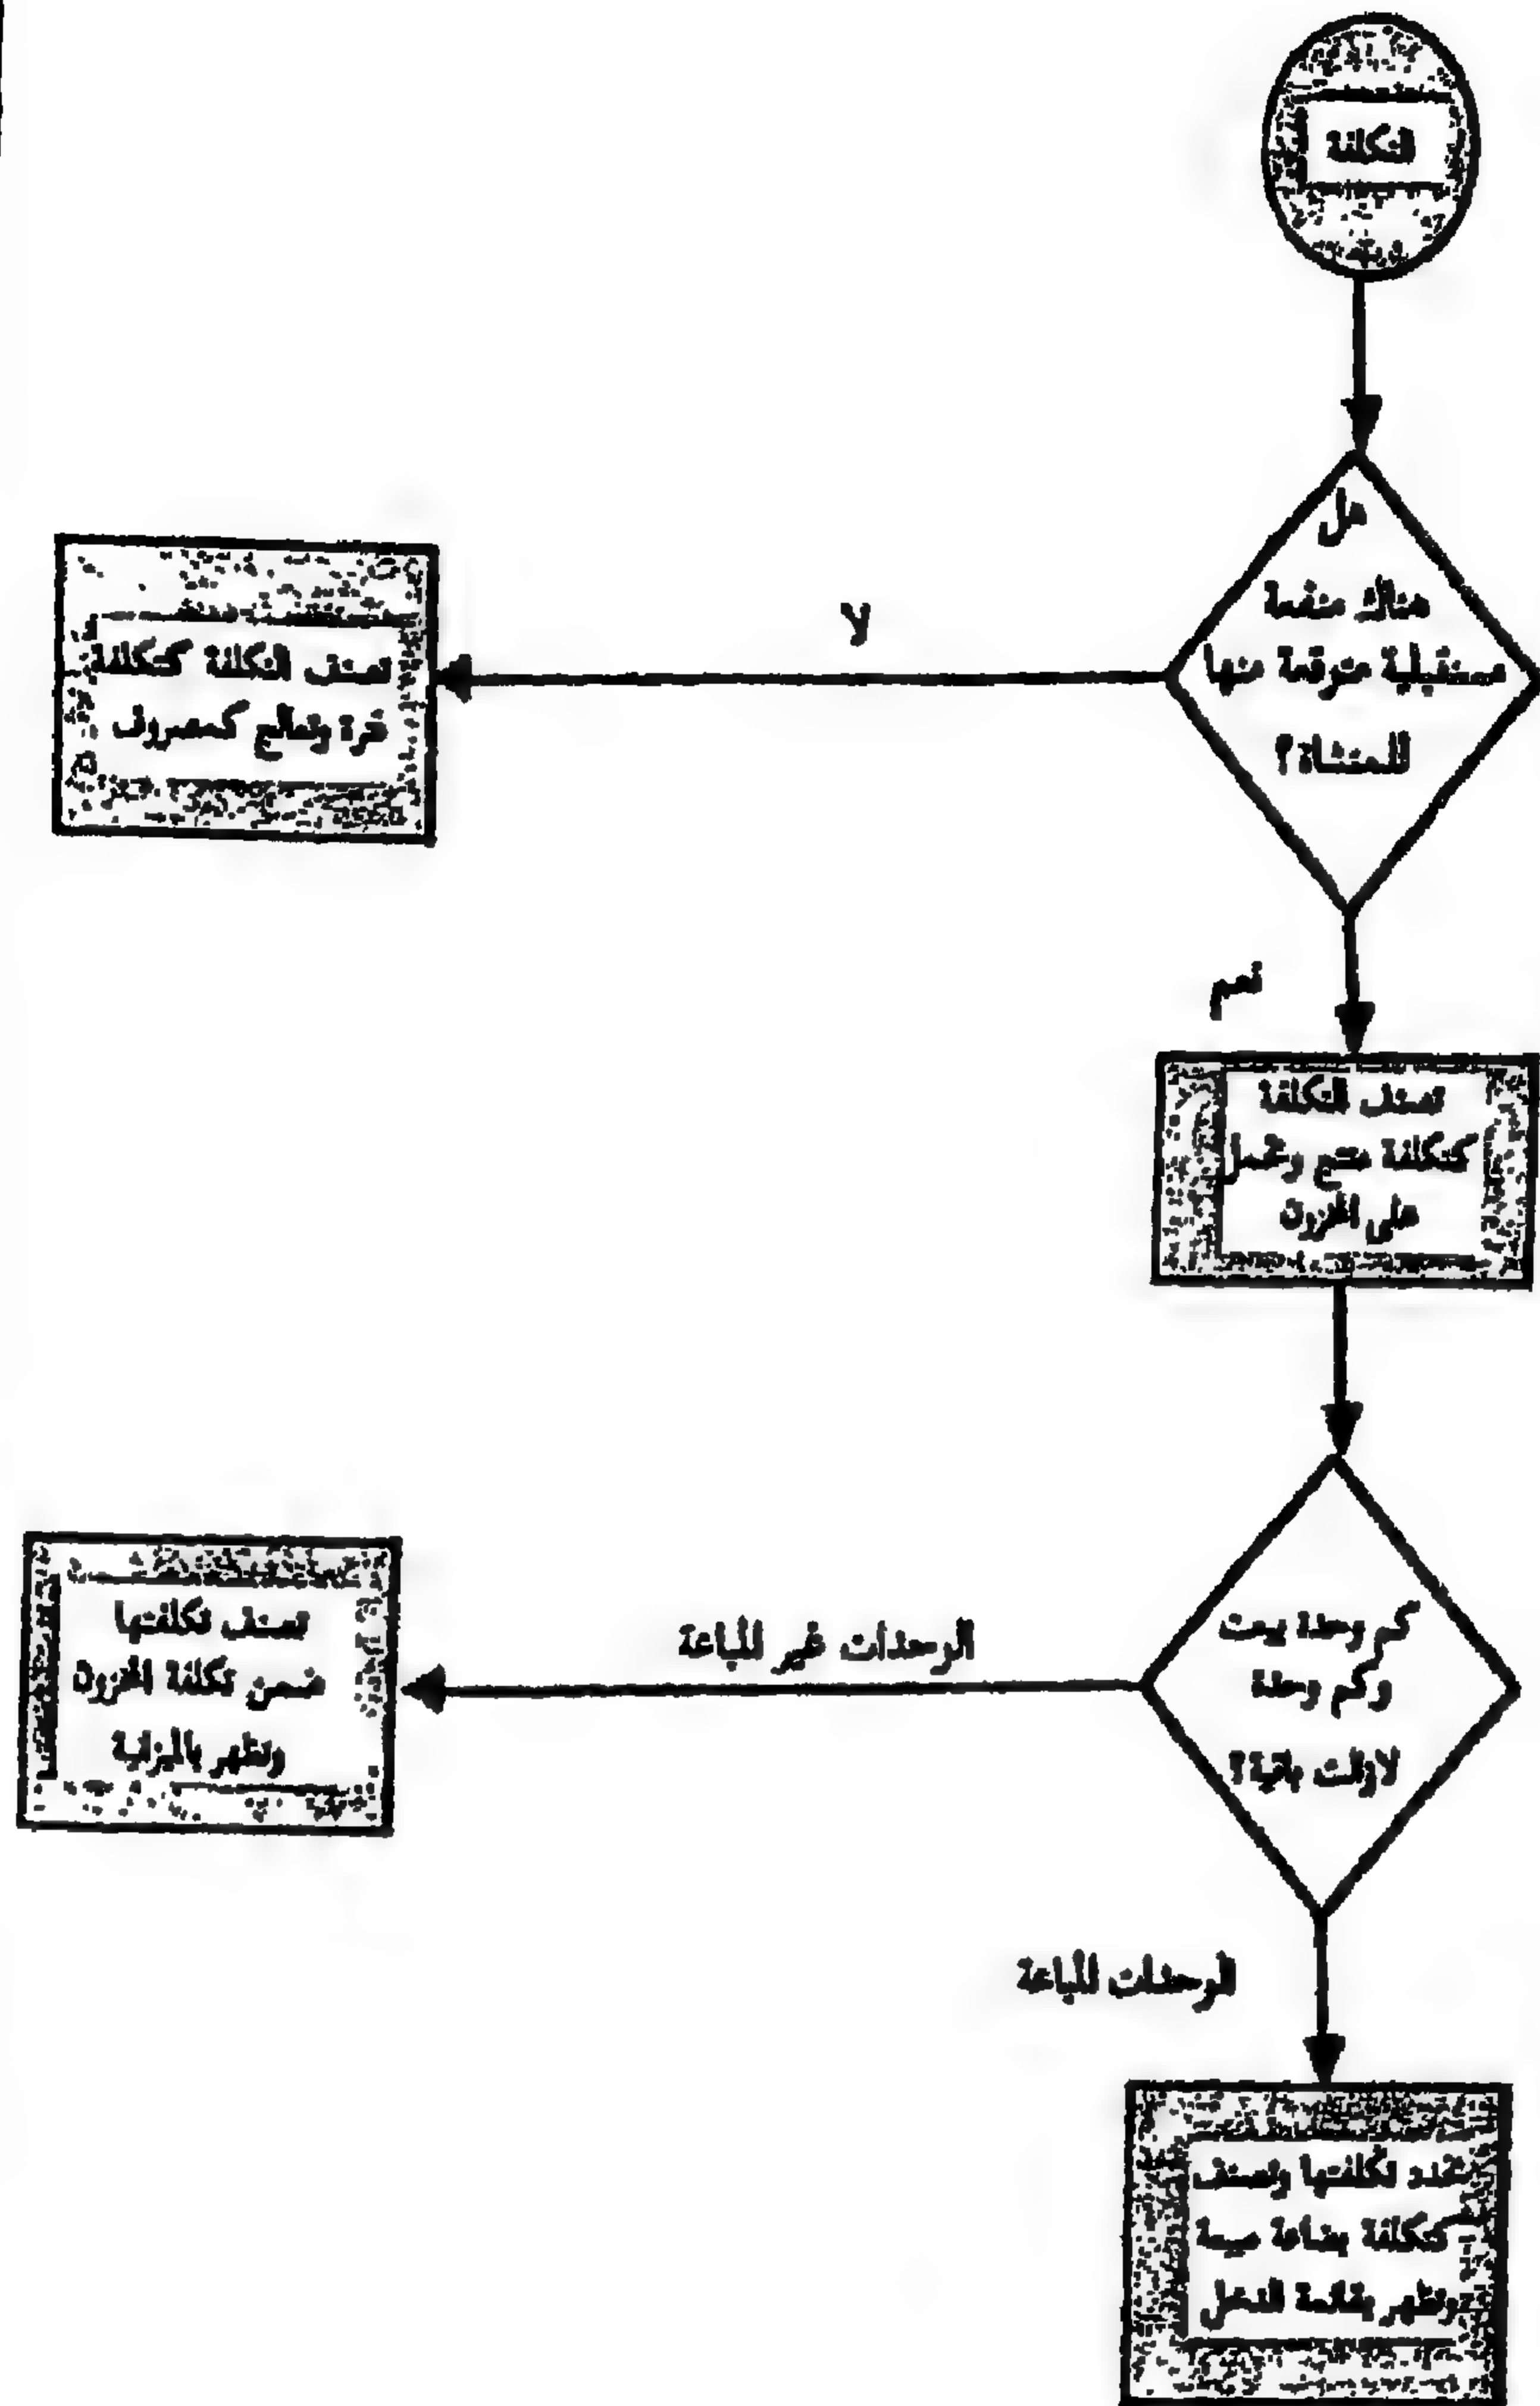 التكلفة
هل
هناك منفعة
مستقبلية متوقعة منها
للمنشأة؟
لا
تصنف التكلفة كتكلفة
فترة وتعالج كمصروف
نعم
تصنف التكلفة
كتكلفة منتج وتحمل
على المخزون
كم وحدة بيعت
وكم وحدة
لازلت باقية؟
الوحدات غير المباعة
تصنف تكلفتها
ضمن تكلفة المخزون
وتظهر بالميزانية
الوحدات المباعة
تحدد تكلفتها وتصنف
كتكلفة بضاعة مبيعة
وتظهر بقائمة الدخل